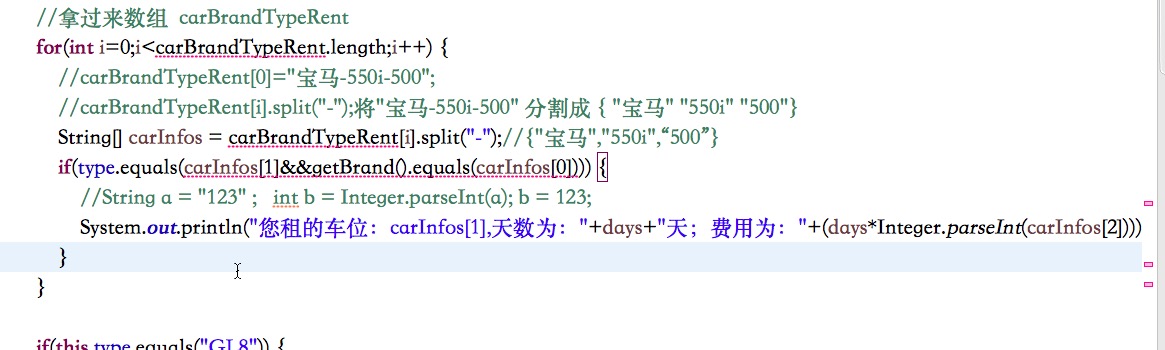 //拿过来数组 carBrandTypeRent
for(int i=0;i<carBrandTypeRent.length;i++) {
//carBrandTypeRent[0]="宝马-550i-500";
//carBrandTypeRent[i].split("-");将"宝马-550i-500" 分割成 { "宝马" "550i" "500"}
String[] carInfos = carBrandTypeRent[i].split("-");//{"宝马","550i",“500”}
if(type.equals(carInfos[1]&&getBrand().equals(carInfos[0]))) {
//String a = "123" ; int b = Integer.parseInt(a); b = 123;
System.out.println("您租的车位：carInfos[1],天数为："+days+"天；费用为："+(days*Integer.parseInt(carInfos[2])))
}
}
if(this.type.equals("GL8")) {